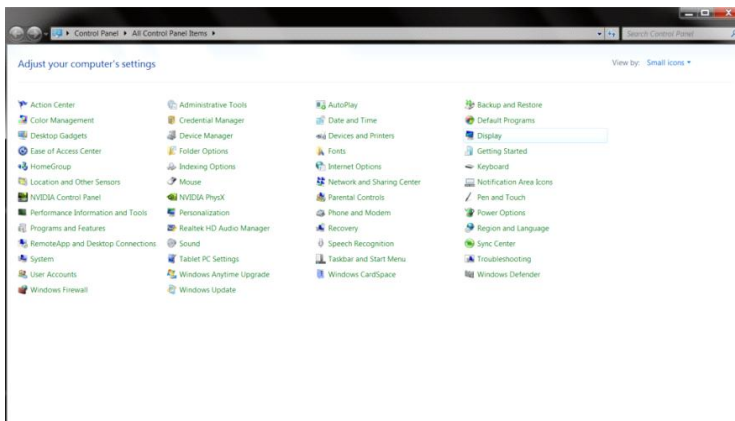 Control Panel ▸ All Control Panel Items ▸ Search Control Panel
Adjust your computer's settings View by: Small icons
Action Center Administrative Tools AutoPlay Backup and Restore
Color Management Credential Manager Date and Time Default Programs
Desktop Gadgets Device Manager Devices and Printers Display
Ease of Access Center Folder Options Fonts Getting Started
HomeGroup Indexing Options Internet Options Keyboard
Location and Other Sensors Mouse Network and Sharing Center Notification Area Icons
NVIDIA Control Panel NVIDIA PhysX Parental Controls Pen and Touch
Performance Information and Tools Personalization Phone and Modem Power Options
Programs and Features Realtek HD Audio Manager Recovery Region and Language
RemoteApp and Desktop Connections Sound Speech Recognition Sync Center
System Tablet PC Settings Taskbar and Start Menu Troubleshooting
User Accounts Windows Anytime Upgrade Windows CardSpace Windows Defender
Windows Firewall Windows Update